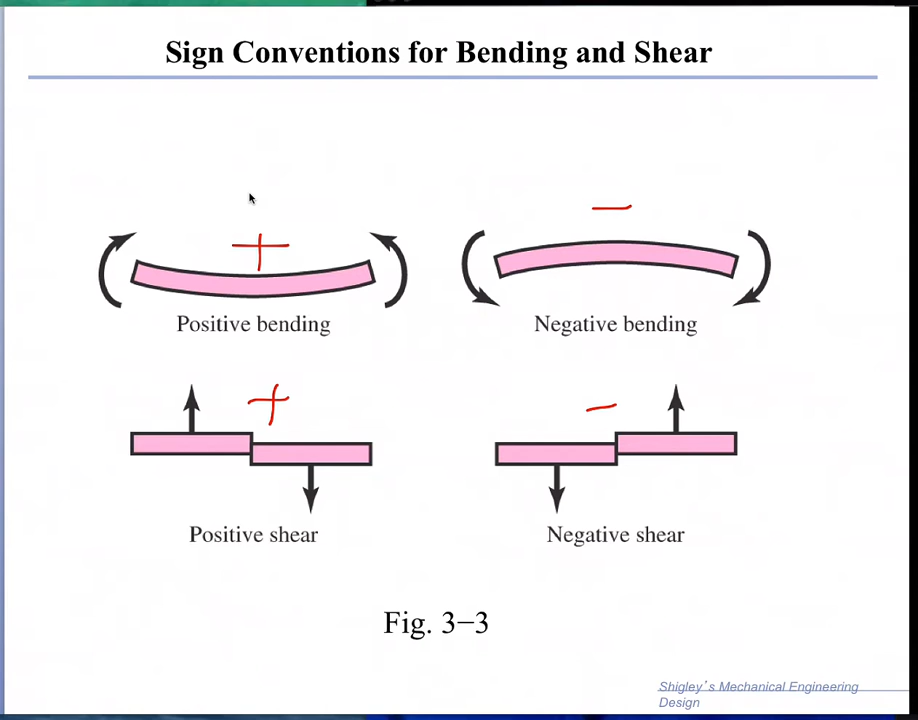 Sign Conventions for Bending and Shear
+
−
Positive bending
Negative bending
+
−
Positive shear
Negative shear
Fig. 3−3
Shigley´s Mechanical Engineering
Design